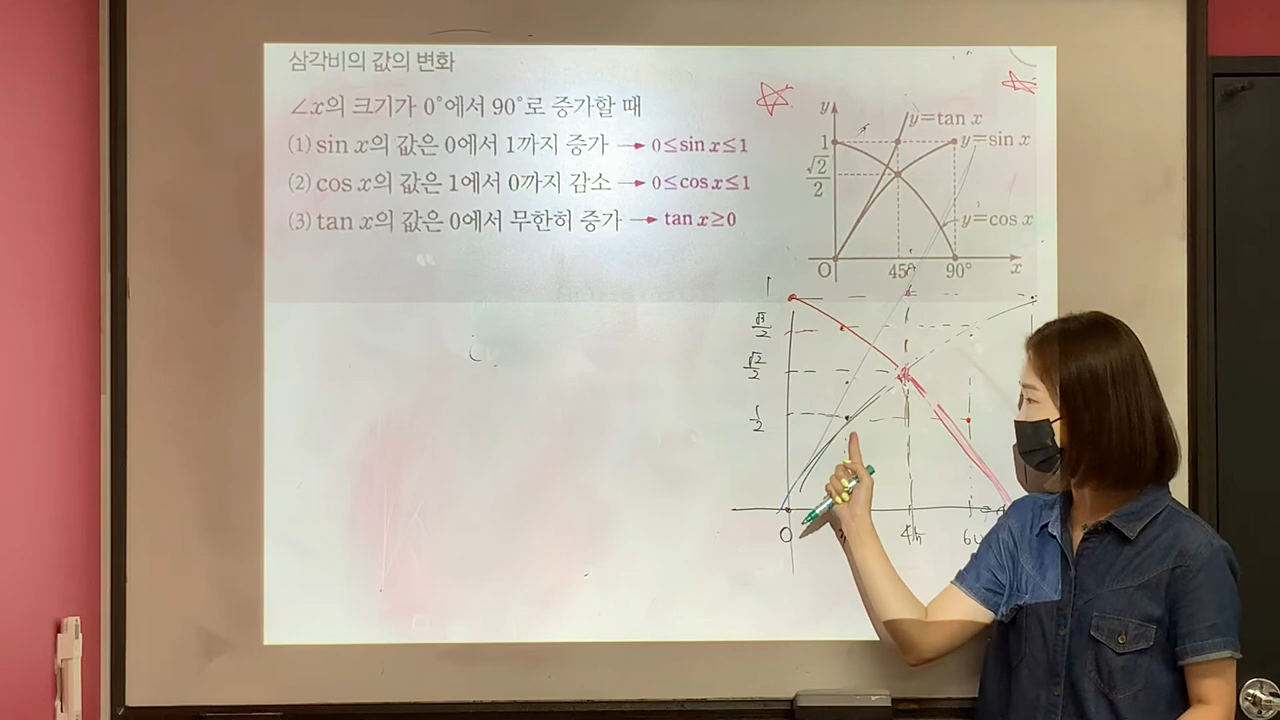 삼각비의 값의 변화
∠x의 크기가 0°에서 90°로 증가할 때
(1) sin x의 값은 0에서 1까지 증가 → 0≤sin x≤1
(2) cos x의 값은 1에서 0까지 감소 → 0≤cos x≤1
(3) tan x의 값은 0에서 무한히 증가 → tan x≥0
y
y=tan x
1
y=sin x
√2/2
y=cos x
O
45°
90°
x
1
√3/2
√2/2
1/2
0
45